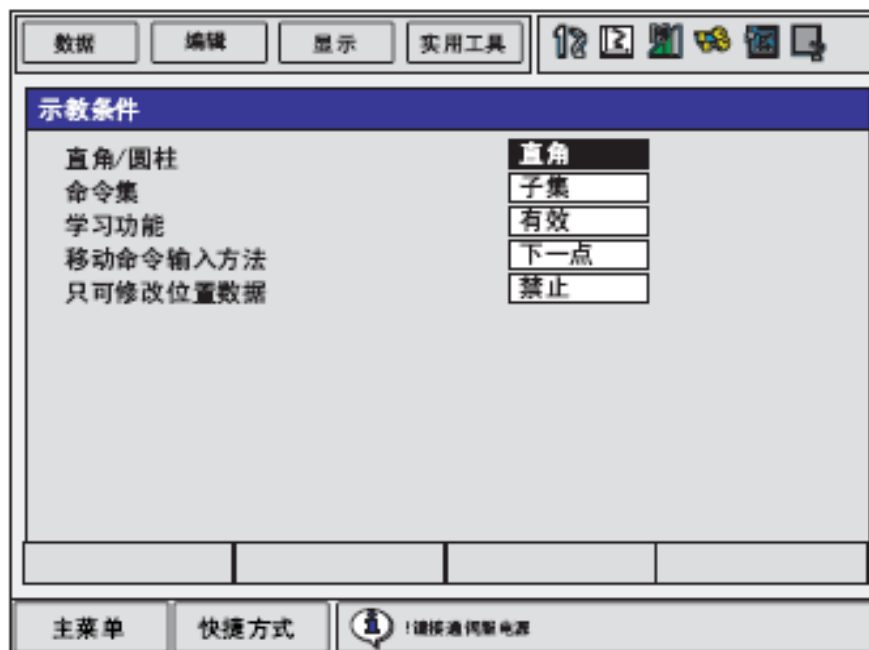 数据 编辑 显示 实用工具
示教条件
直角/圆柱 直角
命令集 子集
学习功能 有效
移动命令输入方法 下一点
只可修改位置数据 禁止
主菜单 快捷方式 !请接通伺服电源